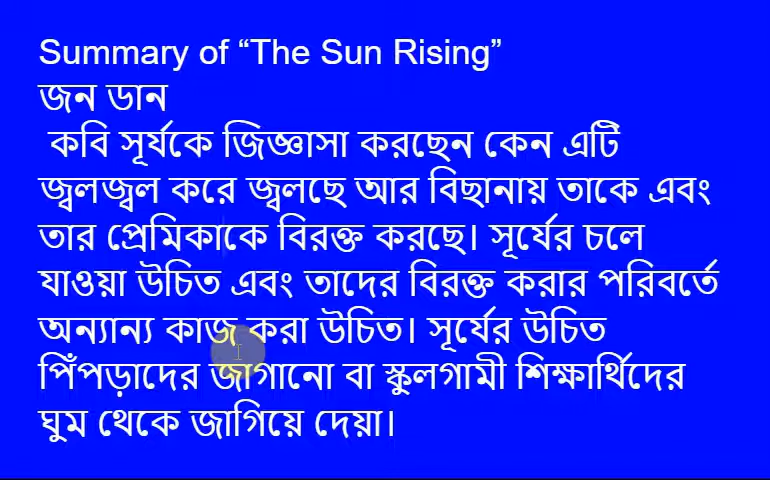 Summary of “The Sun Rising”
জন ডান
কবি সূর্যকে জিজ্ঞাসা করছেন কেন এটি
জ্বলজ্বল করে জ্বলছে আর বিছানায় তাকে এবং
তার প্রেমিকাকে বিরক্ত করছে। সূর্যের চলে
যাওয়া উচিত এবং তাদের বিরক্ত করার পরিবর্তে
অন্যান্য কাজ করা উচিত। সূর্যের উচিত
পিঁপড়াদের জাগানো বা স্কুলগামী শিক্ষার্থিদের
ঘুম থেকে জাগিয়ে দেয়া।